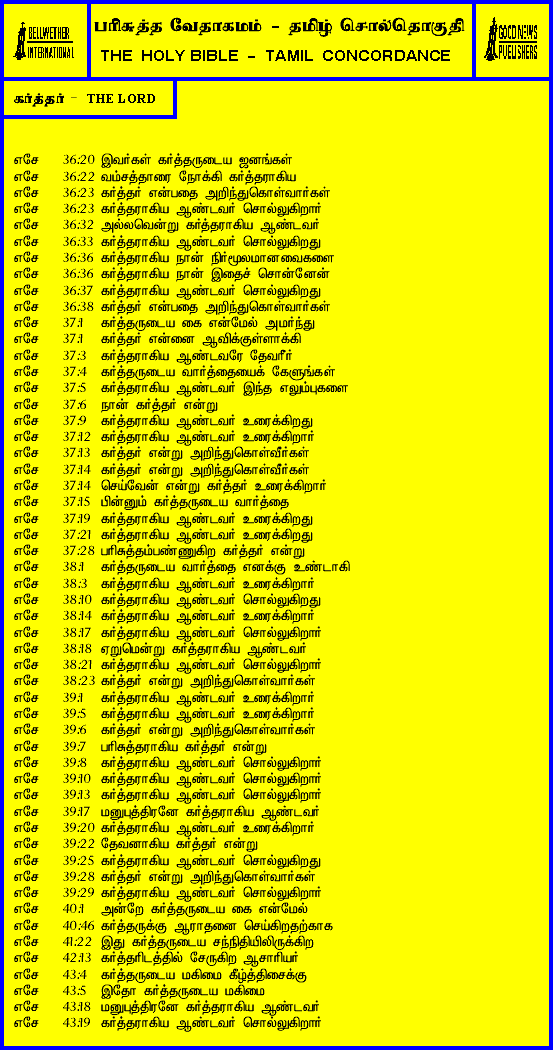 BELLWETHER
INTERNATIONAL
பரிசுத்த வேதாகமம் - தமிழ் சொல்தொகுதி
THE HOLY BIBLE - TAMIL CONCORDANCE
GOOD NEWS
PUBLISHERS
கர்த்தர் - THE LORD
எசே 36:20 இவர்கள் கர்த்தருடைய ஜனங்கள்
எசே 36:22 வம்சத்தாரை நோக்கி கர்த்தராகிய
எசே 36:23 கர்த்தர் என்பதை அறிந்துகொள்வார்கள்
எசே 36:23 கர்த்தராகிய ஆண்டவர் சொல்லுகிறார்
எசே 36:32 அல்லவென்று கர்த்தராகிய ஆண்டவர்
எசே 36:33 கர்த்தராகிய ஆண்டவர் சொல்லுகிறது
எசே 36:36 கர்த்தராகிய நான் நிர்மூலமானவைகளை
எசே 36:36 கர்த்தராகிய நான் இதைச் சொன்னேன்
எசே 36:37 கர்த்தராகிய ஆண்டவர் சொல்லுகிறது
எசே 36:38 கர்த்தர் என்பதை அறிந்துகொள்வார்கள்
எசே 37:1 கர்த்தருடைய கை என்மேல் அமர்ந்து
எசே 37:1 கர்த்தர் என்னை ஆவிக்குள்ளாக்கி
எசே 37:3 கர்த்தராகிய ஆண்டவரே தேவரீர்
எசே 37:4 கர்த்தருடைய வார்த்தையைக் கேளுங்கள்
எசே 37:5 கர்த்தராகிய ஆண்டவர் இந்த எலும்புகளை
எசே 37:6 நான் கர்த்தர் என்று
எசே 37:9 கர்த்தராகிய ஆண்டவர் உரைக்கிறது
எசே 37:12 கர்த்தராகிய ஆண்டவர் உரைக்கிறார்
எசே 37:13 கர்த்தர் என்று அறிந்துகொள்வீர்கள்
எசே 37:14 கர்த்தர் என்று அறிந்துகொள்வீர்கள்
எசே 37:14 செய்வேன் என்று கர்த்தர் உரைக்கிறார்
எசே 37:15 பின்னும் கர்த்தருடைய வார்த்தை
எசே 37:19 கர்த்தராகிய ஆண்டவர் உரைக்கிறது
எசே 37:21 கர்த்தராகிய ஆண்டவர் உரைக்கிறது
எசே 37:28 பரிசுத்தம்பண்ணுகிற கர்த்தர் என்று
எசே 38:1 கர்த்தருடைய வார்த்தை எனக்கு உண்டாகி
எசே 38:3 கர்த்தராகிய ஆண்டவர் உரைக்கிறார்
எசே 38:10 கர்த்தராகிய ஆண்டவர் சொல்லுகிறது
எசே 38:14 கர்த்தராகிய ஆண்டவர் உரைக்கிறார்
எசே 38:17 கர்த்தராகிய ஆண்டவர் சொல்லுகிறார்
எசே 38:18 ஏறுமென்று கர்த்தராகிய ஆண்டவர்
எசே 38:21 கர்த்தராகிய ஆண்டவர் சொல்லுகிறார்
எசே 38:23 கர்த்தர் என்று அறிந்துகொள்வார்கள்
எசே 39:1 கர்த்தராகிய ஆண்டவர் உரைக்கிறார்
எசே 39:5 கர்த்தராகிய ஆண்டவர் உரைக்கிறார்
எசே 39:6 கர்த்தர் என்று அறிந்துகொள்வார்கள்
எசே 39:7 பரிசுத்தராகிய கர்த்தர் என்று
எசே 39:8 கர்த்தராகிய ஆண்டவர் சொல்லுகிறார்
எசே 39:10 கர்த்தராகிய ஆண்டவர் சொல்லுகிறார்
எசே 39:13 கர்த்தராகிய ஆண்டவர் சொல்லுகிறார்
எசே 39:17 மனுபுத்திரனே கர்த்தராகிய ஆண்டவர்
எசே 39:20 கர்த்தராகிய ஆண்டவர் உரைக்கிறார்
எசே 39:22 தேவனாகிய கர்த்தர் என்று
எசே 39:25 கர்த்தராகிய ஆண்டவர் சொல்லுகிறது
எசே 39:28 கர்த்தர் என்று அறிந்துகொள்வார்கள்
எசே 39:29 கர்த்தராகிய ஆண்டவர் சொல்லுகிறார்
எசே 40:1 அன்றே கர்த்தருடைய கை என்மேல்
எசே 40:46 கர்த்தருக்கு ஆராதனை செய்கிறதற்காக
எசே 41:22 இது கர்த்தருடைய சந்நிதியிலிருக்கிற
எசே 42:13 கர்த்தரிடத்தில் சேருகிற ஆசாரியர்
எசே 43:4 கர்த்தருடைய மகிமை கீழ்த்திசைக்கு
எசே 43:5 இதோ கர்த்தருடைய மகிமை
எசே 43:18 மனுபுத்திரனே கர்த்தராகிய ஆண்டவர்
எசே 43:19 கர்த்தராகிய ஆண்டவர் சொல்லுகிறார்